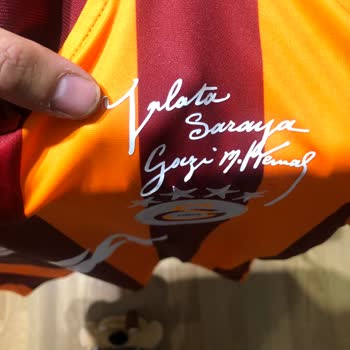 Galata
Saraya
Gazi M. Kemal